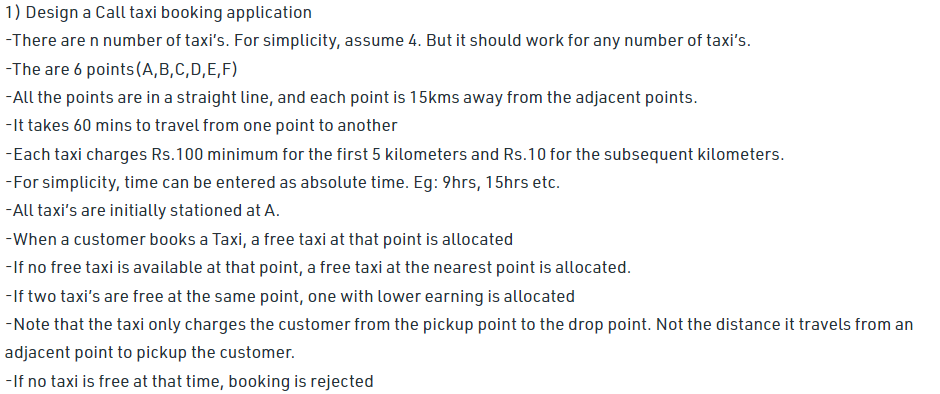 1) Design a Call taxi booking application
-There are n number of taxi’s. For simplicity, assume 4. But it should work for any number of taxi’s.
-The are 6 points(A,B,C,D,E,F)
-All the points are in a straight line, and each point is 15kms away from the adjacent points.
-It takes 60 mins to travel from one point to another
-Each taxi charges Rs.100 minimum for the first 5 kilometers and Rs.10 for the subsequent kilometers.
-For simplicity, time can be entered as absolute time. Eg: 9hrs, 15hrs etc.
-All taxi’s are initially stationed at A.
-When a customer books a Taxi, a free taxi at that point is allocated
-If no free taxi is available at that point, a free taxi at the nearest point is allocated.
-If two taxi’s are free at the same point, one with lower earning is allocated
-Note that the taxi only charges the customer from the pickup point to the drop point. Not the distance it travels from an
adjacent point to pickup the customer.
-If no taxi is free at that time, booking is rejected